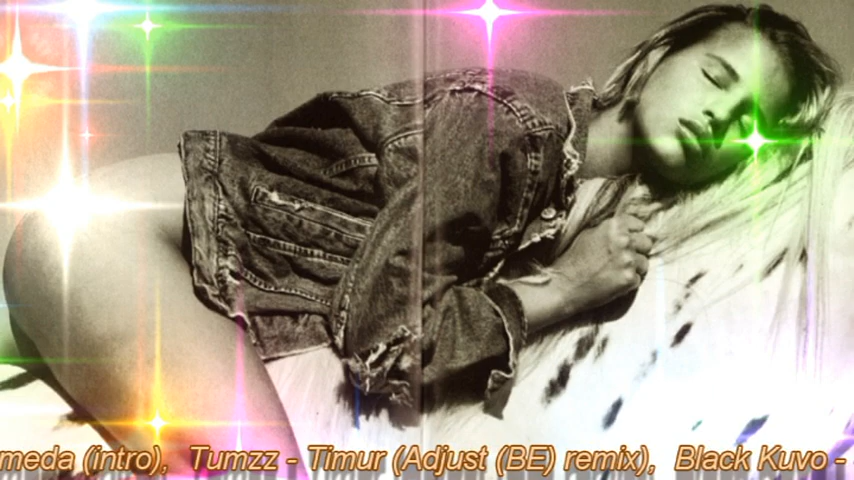 meda (intro), Tumzz - Timur (Adjust (BE) remix), Black Kuvo -